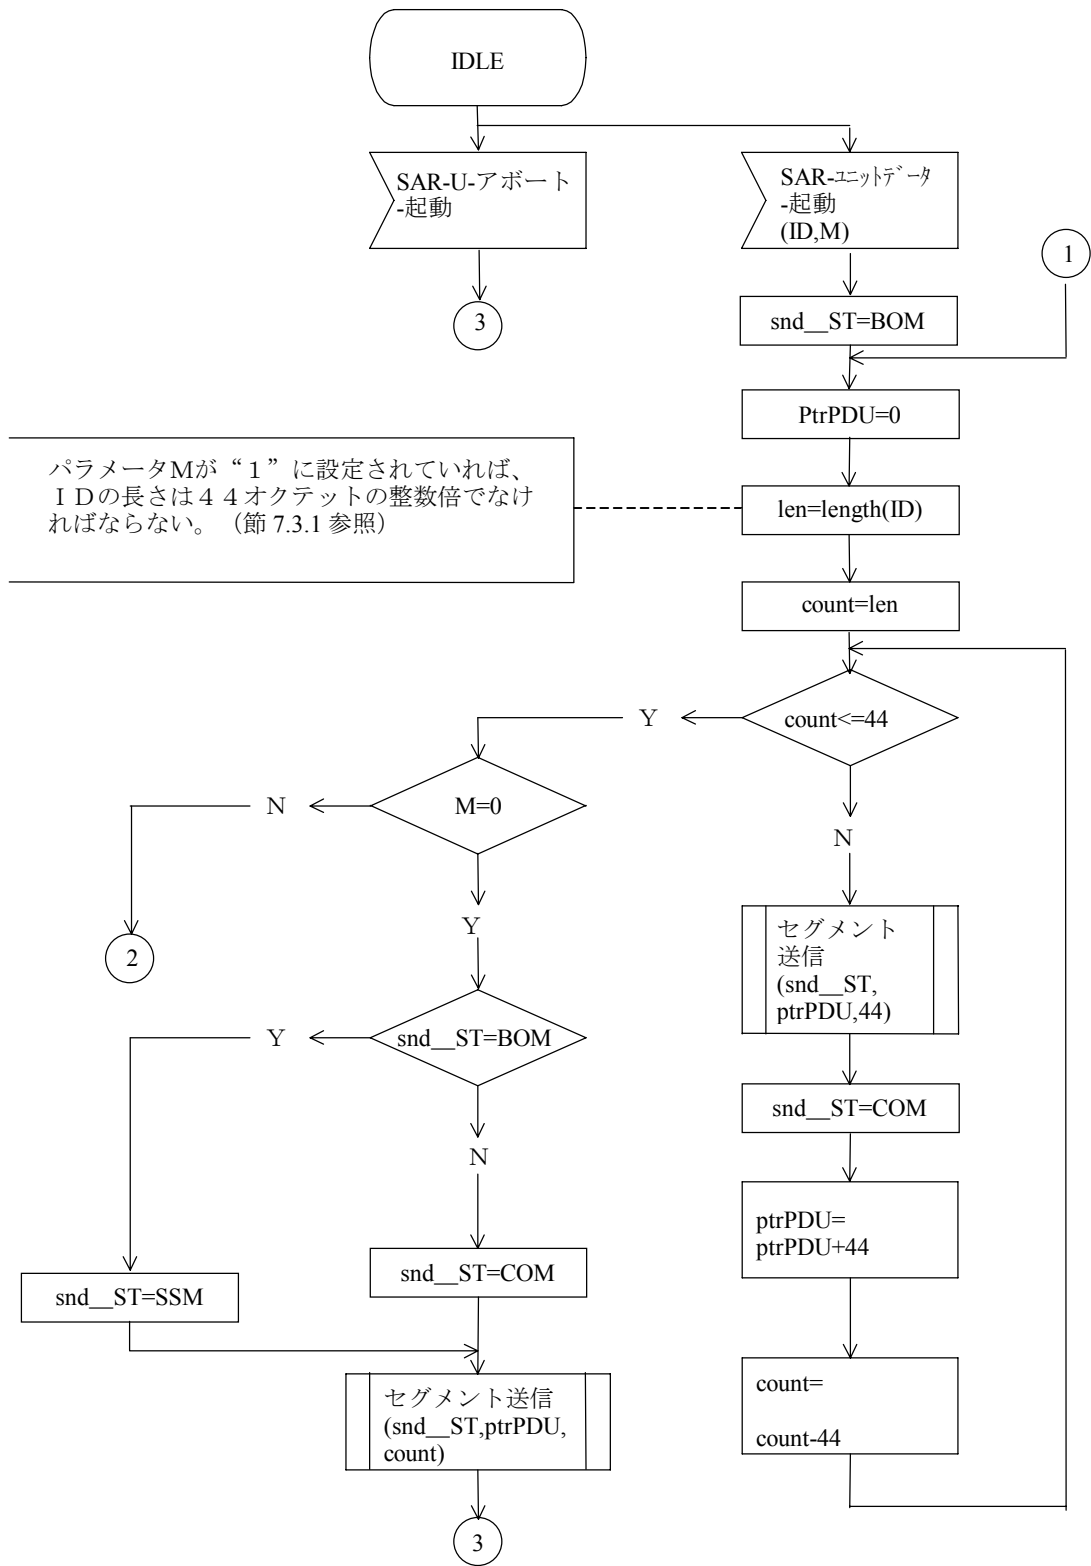 IDLE
SAR-U-アボート
-起動
SAR-ユニットデータ
-起動
(ID,M)
1
3
snd__ST=BOM
PtrPDU=0
パラメータMが“１”に設定されていれば、
ＩＤの長さは４４オクテットの整数倍でなけ
ればならない。（節 7.3.1 参照）
len=length(ID)
count=len
count<=44
Y
M=0
N
N
2
Y
セグメント
送信
(snd__ST,
ptrPDU,44)
snd__ST=BOM
Y
N
snd__ST=COM
ptrPDU=
ptrPDU+44
snd__ST=COM
snd__ST=SSM
count=
count-44
セグメント送信
(snd__ST,ptrPDU,
count)
3